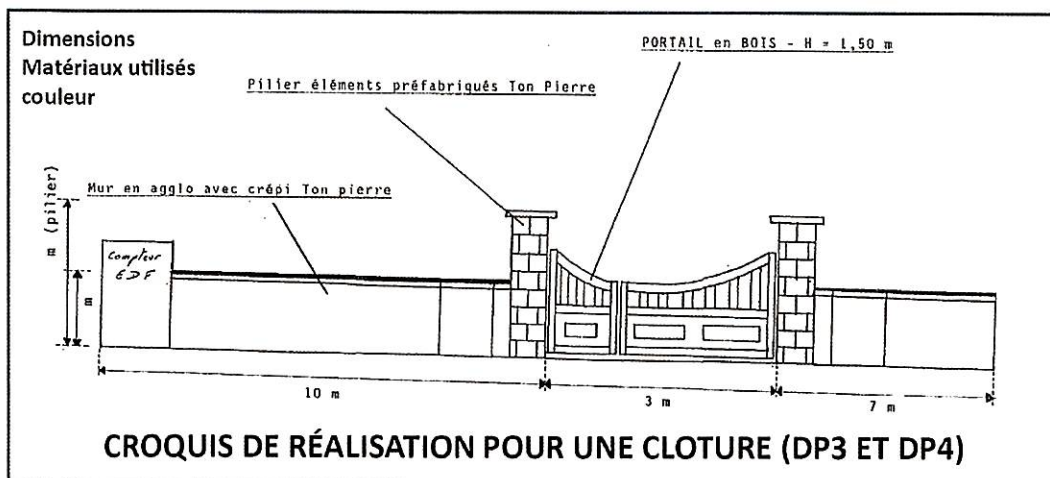 Dimensions
Matériaux utilisés
couleur
PORTAIL en BOIS - H = 1,50 m
Pilier éléments préfabriqués Ton Pierre
Mur en agglo avec crépi Ton pierre
m (pilier)
m
Compteur
EDF
10 m
3 m
7 m
CROQUIS DE RÉALISATION POUR UNE CLOTURE (DP3 ET DP4)